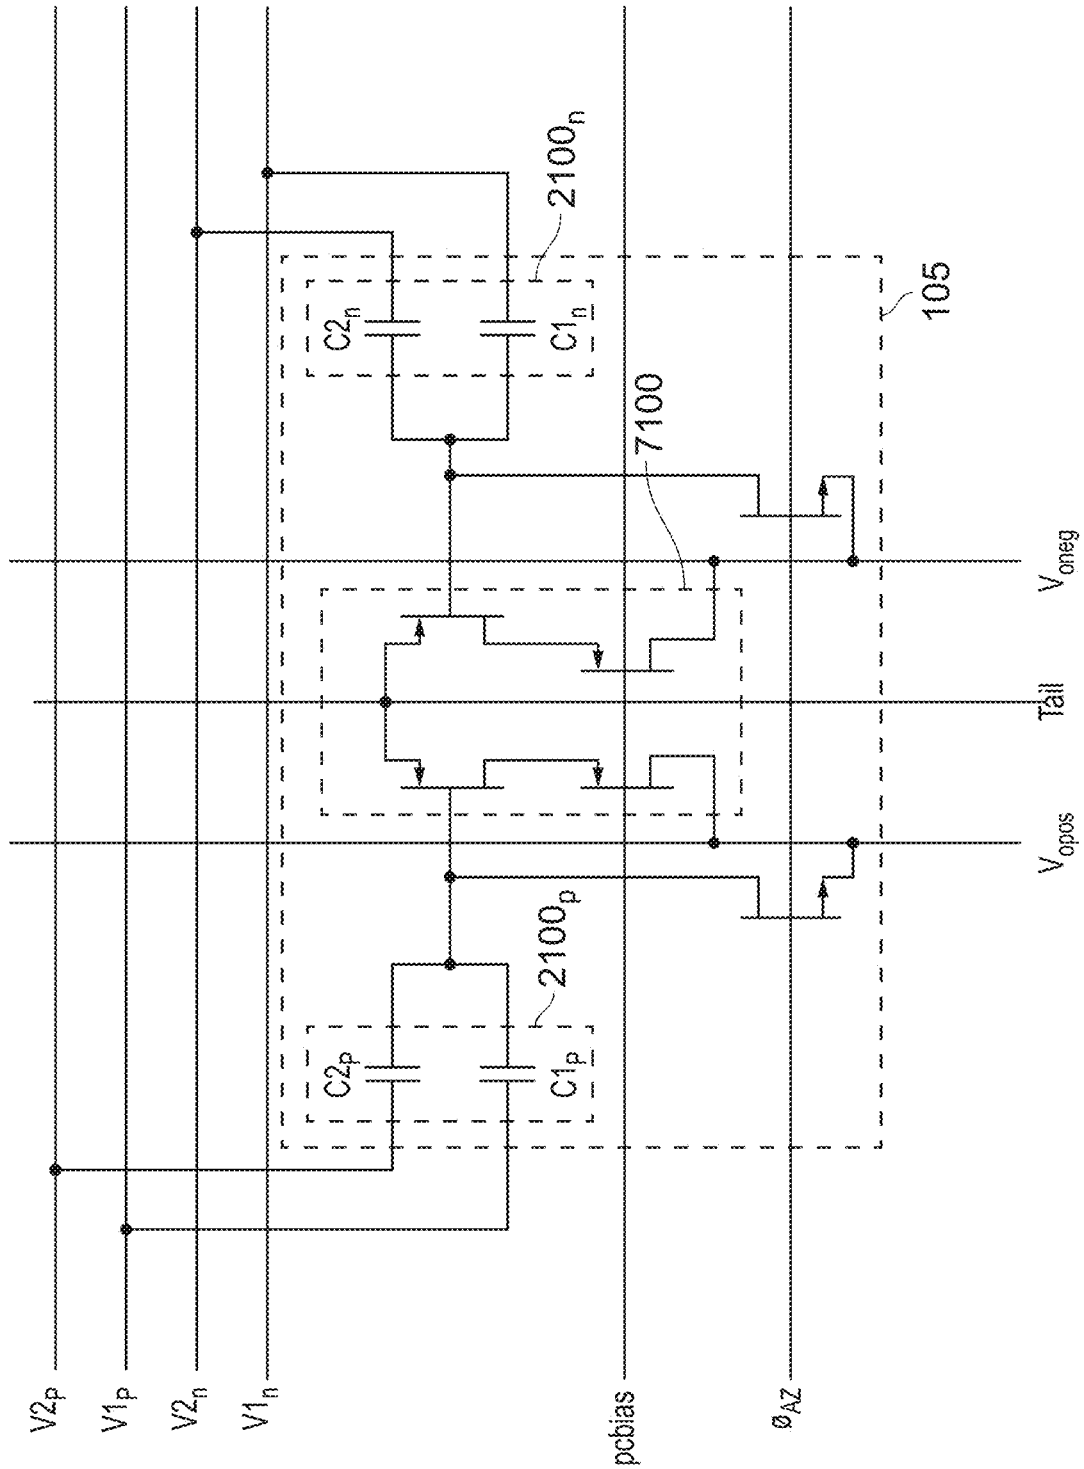 V2p
V1p
V2n
V1n
pcbias
øAZ
C2p
C1p
2100p
C2n
C1n
2100n
7100
105
Vopos
Tail
Voneg